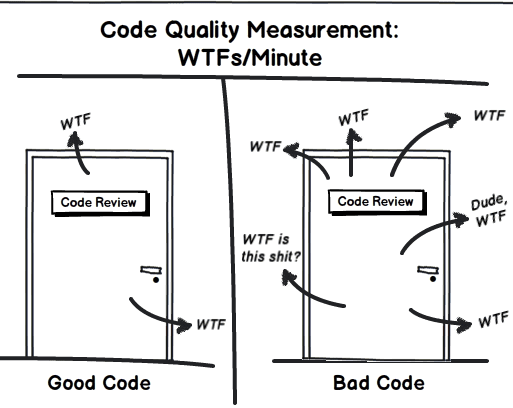 Code Quality Measurement:
WTFs/Minute
WTF
Code Review
WTF
Good Code
WTF
WTF
WTF
Code Review
Dude,
WTF
WTF is
this shit?
WTF
Bad Code